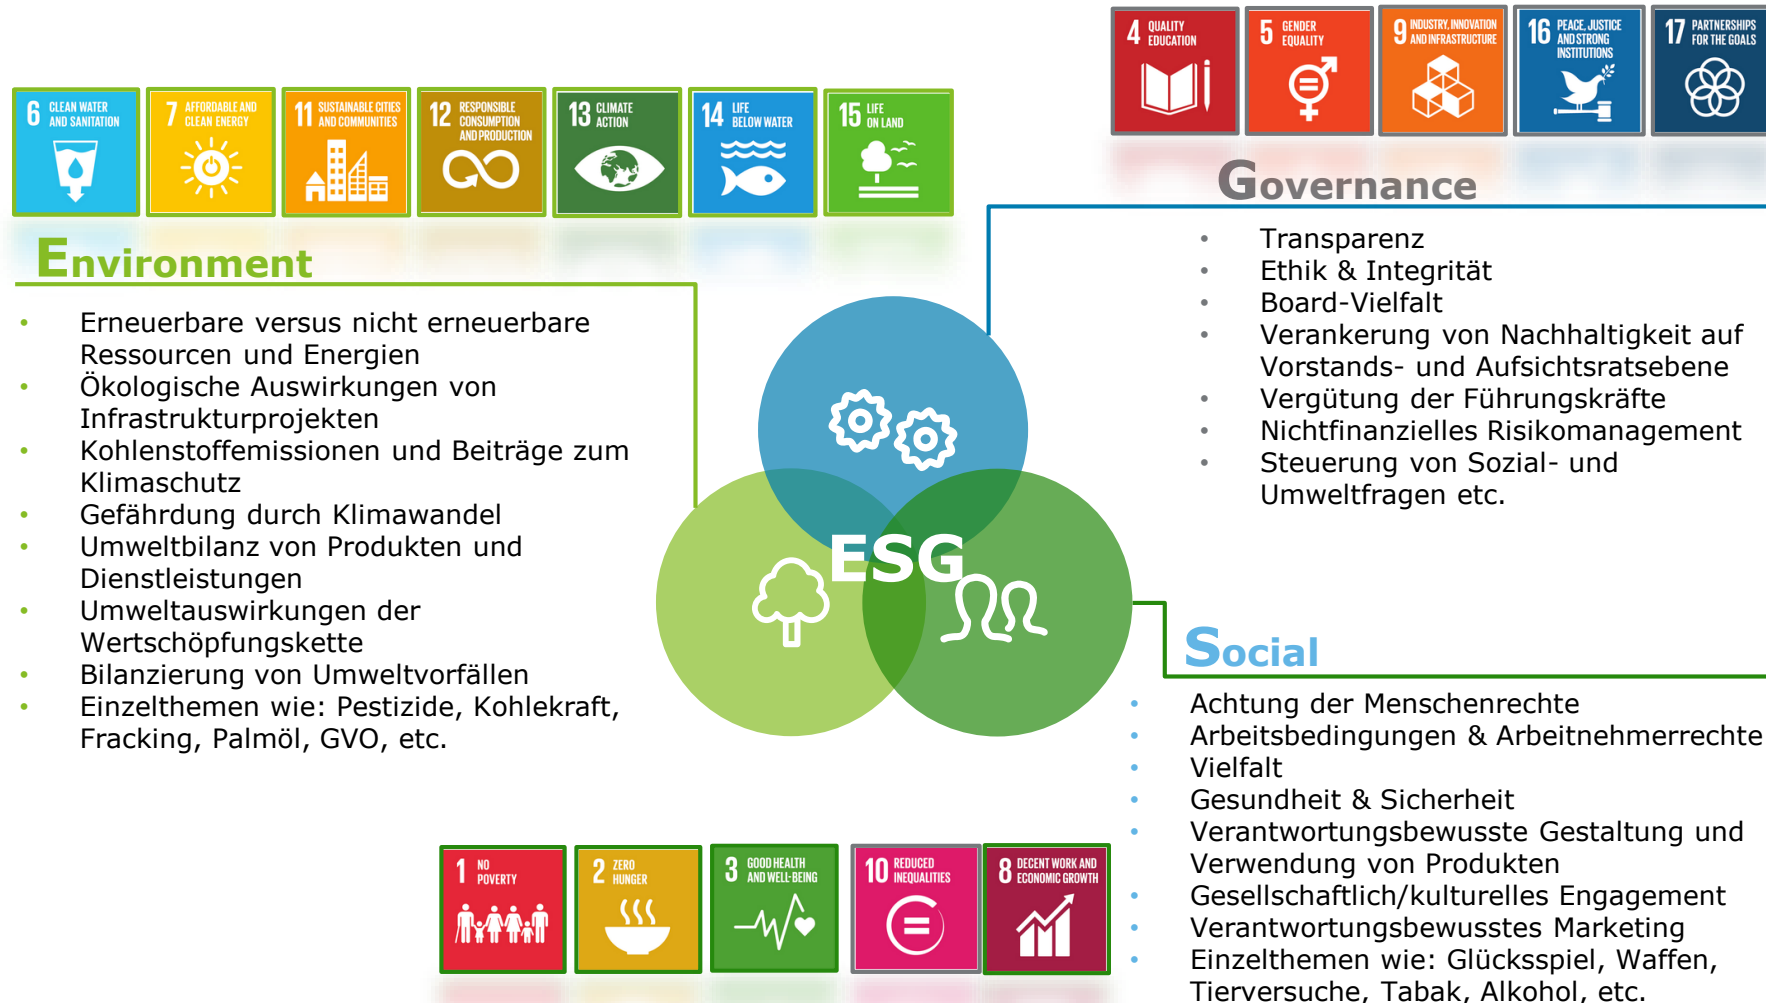 4 QUALITY
EDUCATION
5 GENDER
EQUALITY
9 INDUSTRY, INNOVATION
AND INFRASTRUCTURE
16 PEACE, JUSTICE
AND STRONG
INSTITUTIONS
17 PARTNERSHIPS
FOR THE GOALS
6 CLEAN WATER
AND SANITATION
7 AFFORDABLE AND
CLEAN ENERGY
11 SUSTAINABLE CITIES
AND COMMUNITIES
12 RESPONSIBLE
CONSUMPTION
AND PRODUCTION
13 CLIMATE
ACTION
14 LIFE
BELOW WATER
15 LIFE
ON LAND
Governance
• Transparenz
• Ethik & Integrität
• Board-Vielfalt
• Verankerung von Nachhaltigkeit auf
Vorstands- und Aufsichtsratsebene
• Vergütung der Führungskräfte
• Nichtfinanzielles Risikomanagement
• Steuerung von Sozial- und
Umweltfragen etc.
Environment
• Erneuerbare versus nicht erneuerbare
Ressourcen und Energien
• Ökologische Auswirkungen von
Infrastrukturprojekten
• Kohlenstoffemissionen und Beiträge zum
Klimaschutz
• Gefährdung durch Klimawandel
• Umweltbilanz von Produkten und
Dienstleistungen
• Umweltauswirkungen der
Wertschöpfungskette
• Bilanzierung von Umweltvorfällen
• Einzelthemen wie: Pestizide, Kohlekraft,
Fracking, Palmöl, GVO, etc.
ESG
Social
• Achtung der Menschenrechte
• Arbeitsbedingungen & Arbeitnehmerrechte
• Vielfalt
• Gesundheit & Sicherheit
• Verantwortungsbewusste Gestaltung und
Verwendung von Produkten
• Gesellschaftlich/kulturelles Engagement
• Verantwortungsbewusstes Marketing
• Einzelthemen wie: Glücksspiel, Waffen,
Tierversuche, Tabak, Alkohol, etc.
1 NO
POVERTY
2 ZERO
HUNGER
3 GOOD HEALTH
AND WELL-BEING
10 REDUCED
INEQUALITIES
8 DECENT WORK AND
ECONOMIC GROWTH